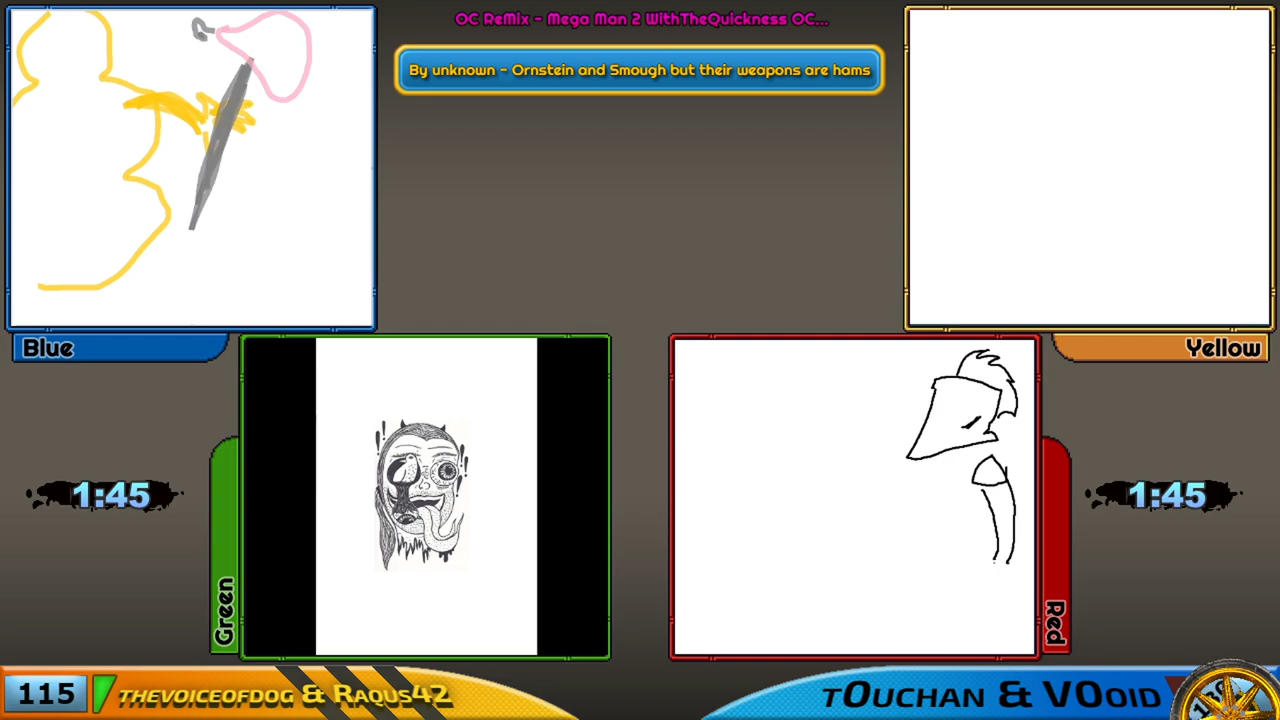 OC ReMix - Mega Man 2 WithTheQuickness OC...
By unknown - Ornstein and Smough but their weapons are hams
Blue
Yellow
1:45
1:45
Green
Red
115
thevoiceofdog & Raqus42
tOuchan & V0oid